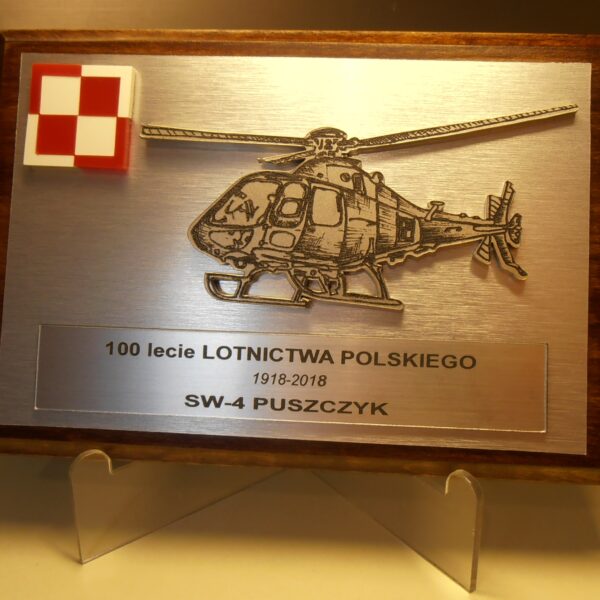 100 lecie LOTNICTWA POLSKIEGO
1918-2018
SW-4 PUSZCZYK